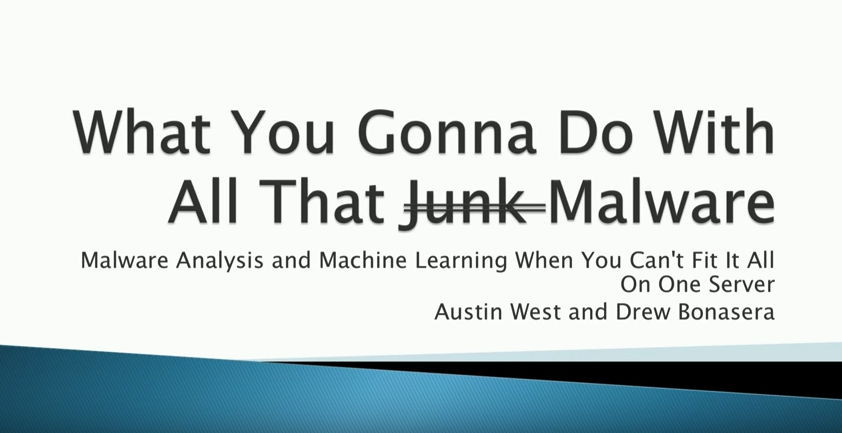 What You Gonna Do With
All That Junk Malware
Malware Analysis and Machine Learning When You Can't Fit It All
On One Server
Austin West and Drew Bonasera